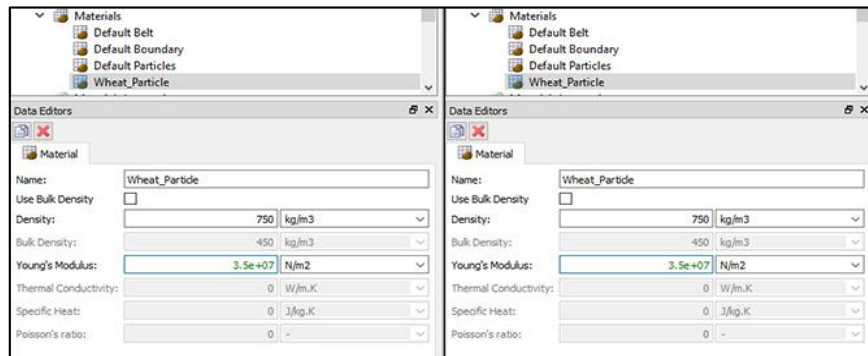 Materials
Default Belt
Default Boundary
Default Particles
Wheat_Particle
Data Editors
Material
Name: Wheat_Particle
Use Bulk Density
Density: 750 kg/m3
Bulk Density: 450 kg/m3
Young's Modulus: 3.5e+07 N/m2
Thermal Conductivity: 0 W/m.K
Specific Heat: 0 J/kg.K
Poisson's ratio: 0 -
Materials
Default Belt
Default Boundary
Default Particles
Wheat_Particle
Data Editors
Material
Name: Wheat_Particle
Use Bulk Density
Density: 750 kg/m3
Bulk Density: 450 kg/m3
Young's Modulus: 3.5e+07 N/m2
Thermal Conductivity: 0 W/m.K
Specific Heat: 0 J/kg.K
Poisson's ratio: 0 -